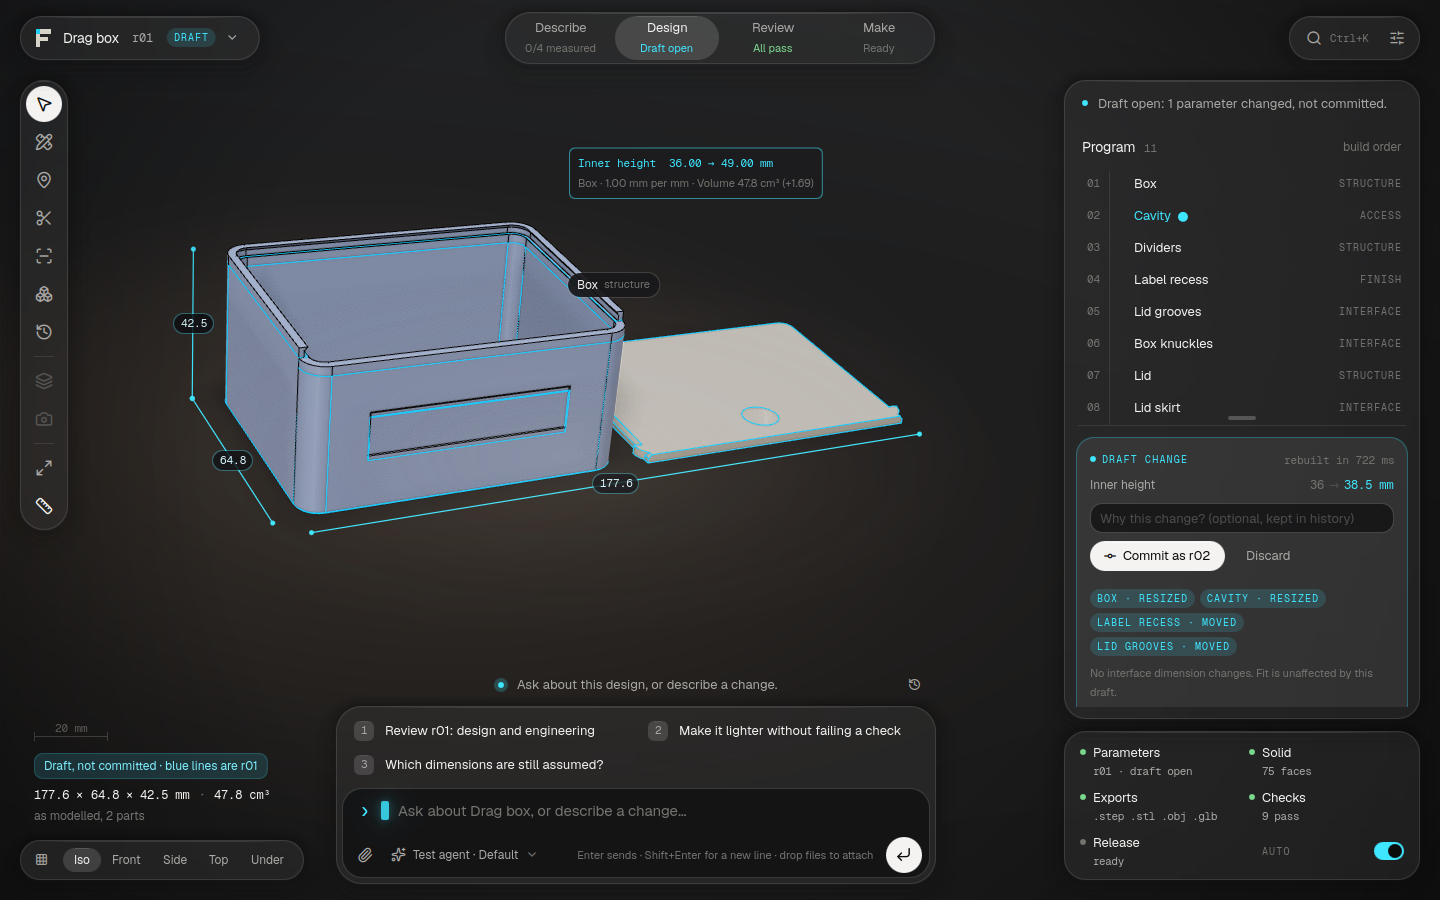 Drag box r01 DRAFT
Describe
0/4 measured
Design
Draft open
Review
All pass
Make
Ready
Ctrl+K
Inner height 36.00 → 49.00 mm
Box · 1.00 mm per mm · Volume 47.8 cm³ (+1.69)
Box structure
42.5
64.8
177.6
Draft open: 1 parameter changed, not committed.
Program 11 build order
01 Box STRUCTURE
02 Cavity ACCESS
03 Dividers STRUCTURE
04 Label recess FINISH
05 Lid grooves INTERFACE
06 Box knuckles INTERFACE
07 Lid STRUCTURE
08 Lid skirt INTERFACE
DRAFT CHANGE rebuilt in 722 ms
Inner height 36 → 38.5 mm
Why this change? (optional, kept in history)
Commit as r02 Discard
BOX · RESIZED CAVITY · RESIZED
LABEL RECESS · MOVED
LID GROOVES · MOVED
No interface dimension changes. Fit is unaffected by this
draft.
Parameters
r01 · draft open
Solid
75 faces
Exports
.step .stl .obj .glb
Checks
9 pass
Release
ready
AUTO
Ask about this design, or describe a change.
1 Review r01: design and engineering
2 Make it lighter without failing a check
3 Which dimensions are still assumed?
Ask about Drag box, or describe a change...
Test agent · Default
Enter sends · Shift+Enter for a new line · drop files to attach
20 mm
Draft, not committed · blue lines are r01
177.6 × 64.8 × 42.5 mm · 47.8 cm³
as modelled, 2 parts
Iso Front Side Top Under